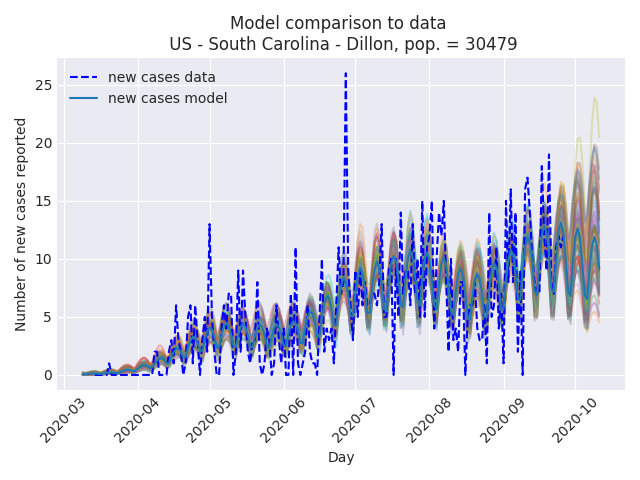 Model comparison to data
US - South Carolina - Dillon, pop. = 30479
new cases data
new cases model
Number of new cases reported
25
20
15
10
5
0
2020-03
2020-04
2020-05
2020-06
2020-07
2020-08
2020-09
2020-10
Day